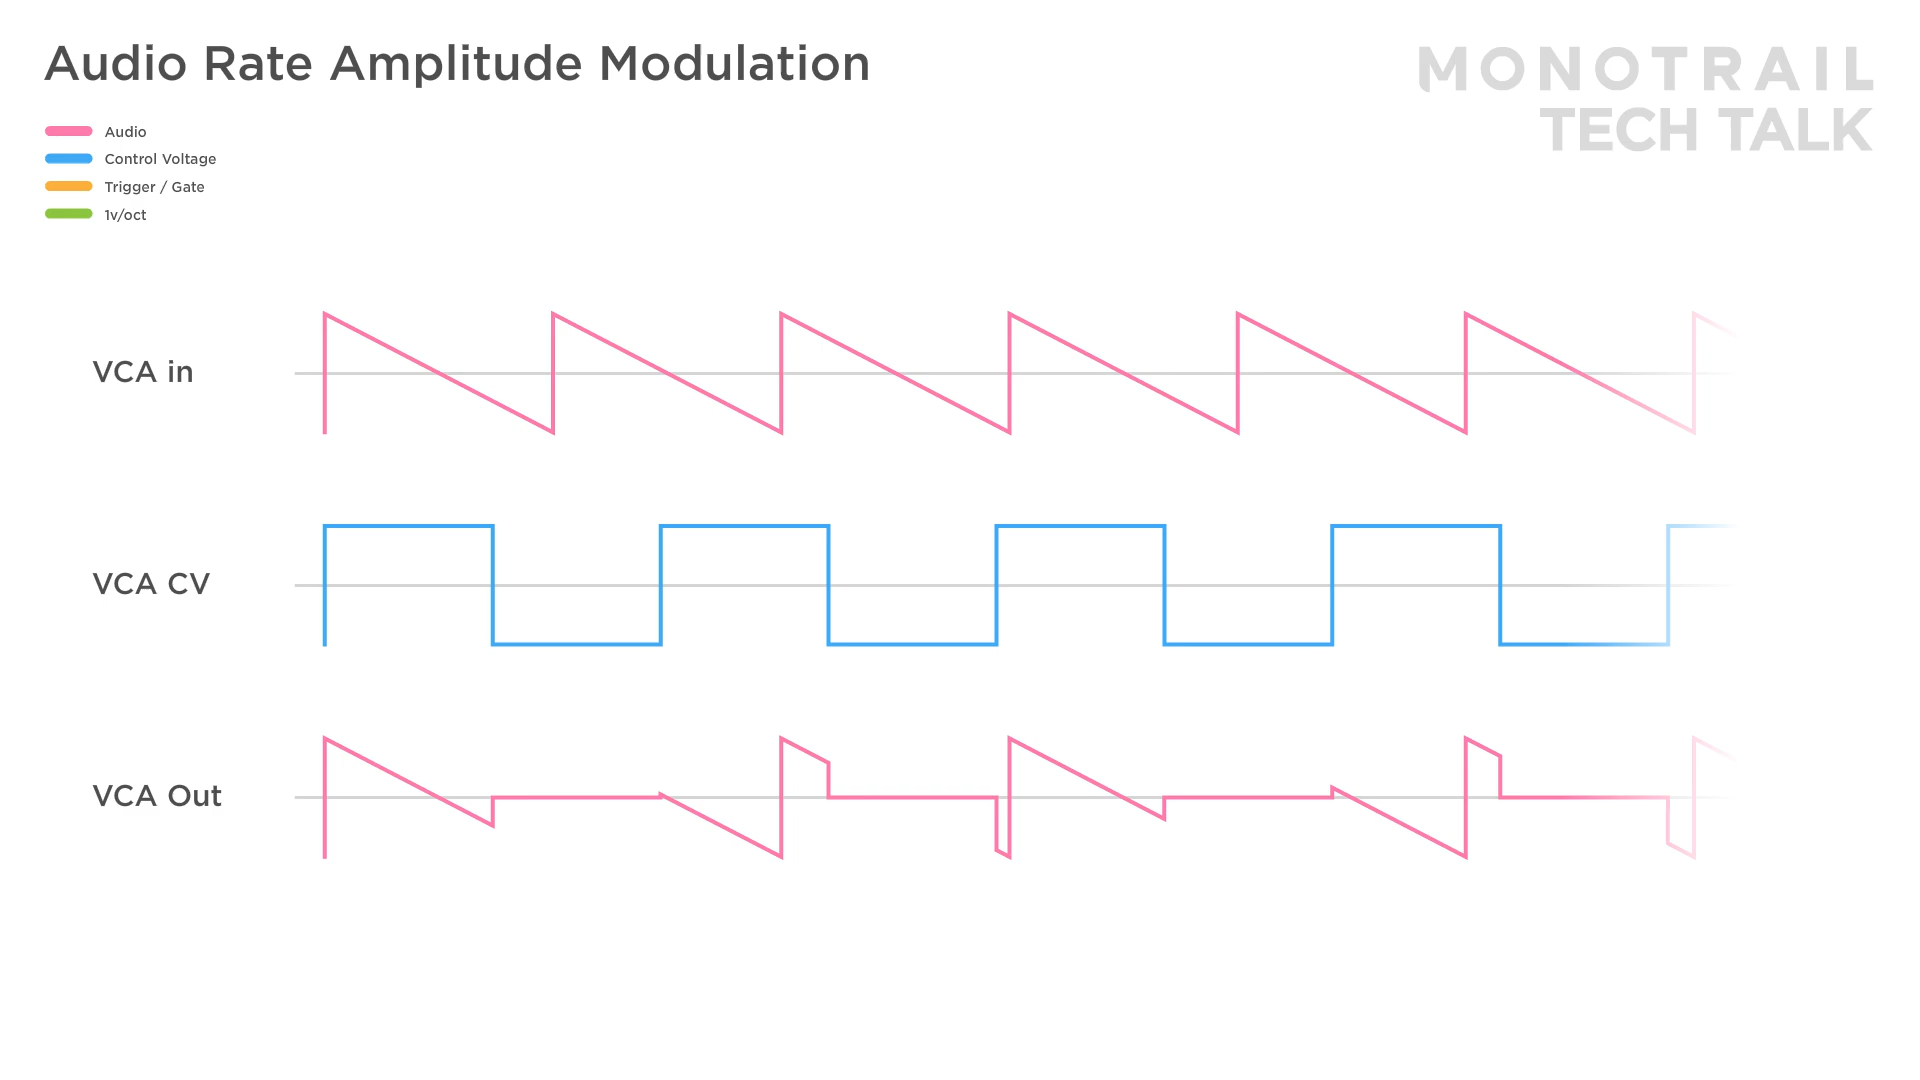 Audio Rate Amplitude Modulation
MONOTRAIL
TECH TALK
Audio
Control Voltage
Trigger / Gate
1v/oct
VCA in
VCA CV
VCA Out